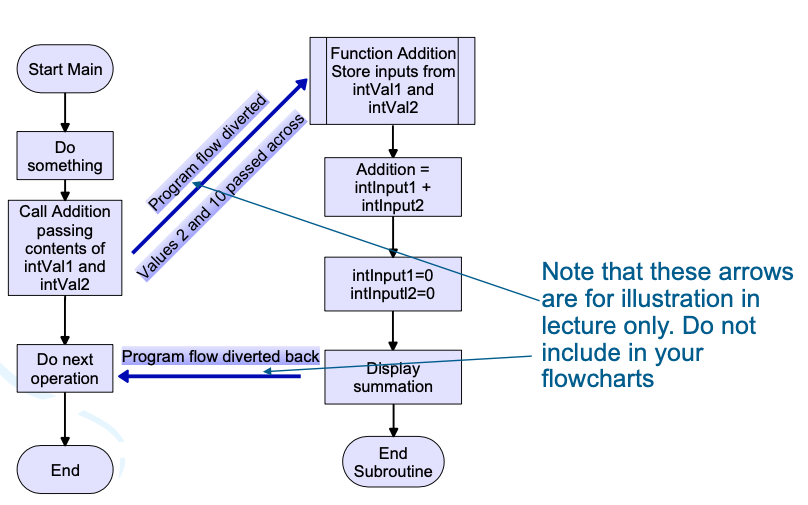 Start Main
Do
something
Call Addition
passing
contents of
intVal1 and
intVal2
Do next
operation
End
Program flow diverted
Values 2 and 10 passed across
Program flow diverted back
Function Addition
Store inputs from
intVal1 and
intVal2
Addition =
intInput1 +
intInput2
intInput1=0
intInputl2=0
Display
summation
End
Subroutine
Note that these arrows
are for illustration in
lecture only. Do not
include in your
flowcharts